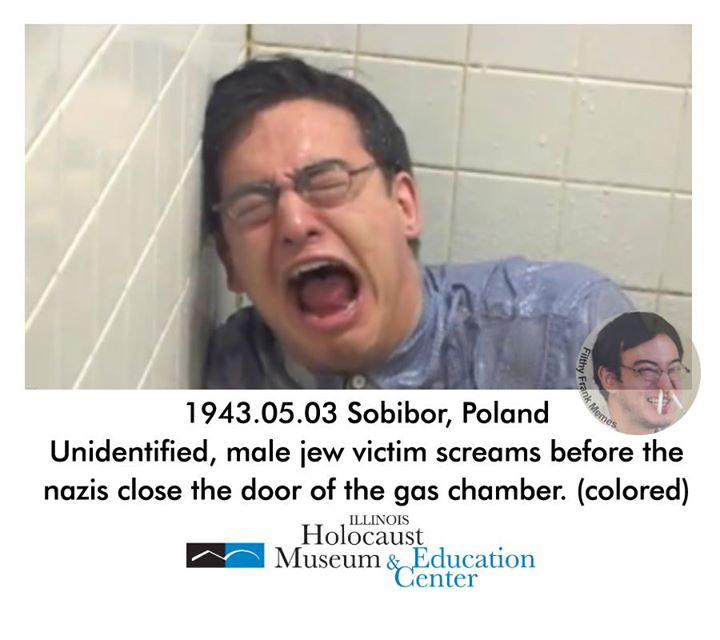 Filthy Frank Memes
1943.05.03 Sobibor, Poland
Unidentified, male jew victim screams before the
nazis close the door of the gas chamber. (colored)
ILLINOIS
Holocaust
Museum & Education
Center